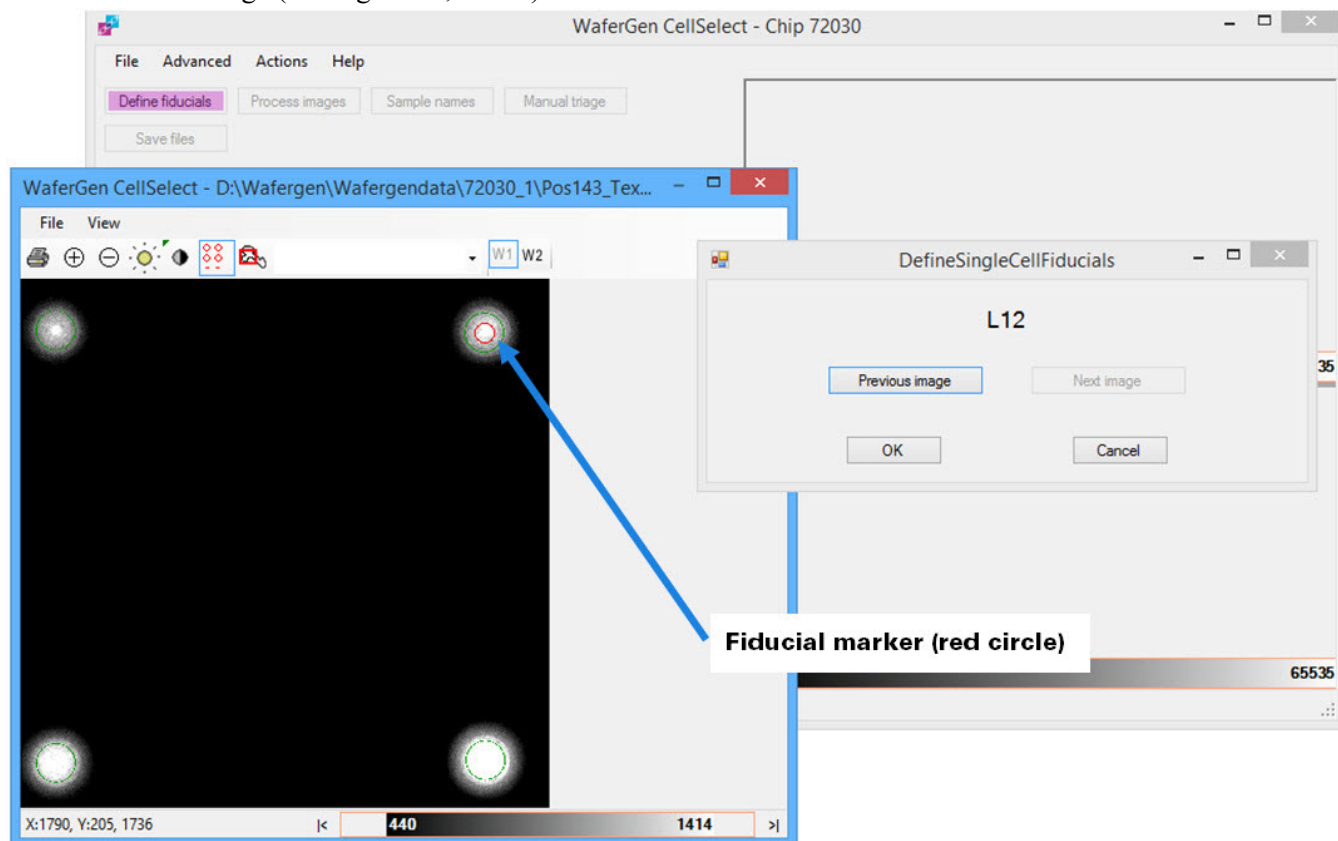 WaferGen CellSelect - Chip 72030
File Advanced Actions Help
Define fiducials Process images Sample names Manual triage
Save files
WaferGen CellSelect - D:\Wafergen\Wafergendata\72030_1\Pos143_Tex...
File View
W1 W2
DefineSingleCellFiducials
L12
35
Previous image Next image
OK Cancel
Fiducial marker (red circle)
65535
X:1790, Y:205, 1736 |< 440 1414 >|